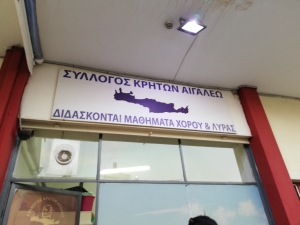 ΣΥΛΛΟΓΟΣ ΚΡΗΤΩΝ ΑΙΓΑΛΕΩ
ΔΙΔΑΣΚΟΝΤΑΙ ΜΑΘΗΜΑΤΑ ΧΟΡΟΥ & ΛΥΡΑΣ